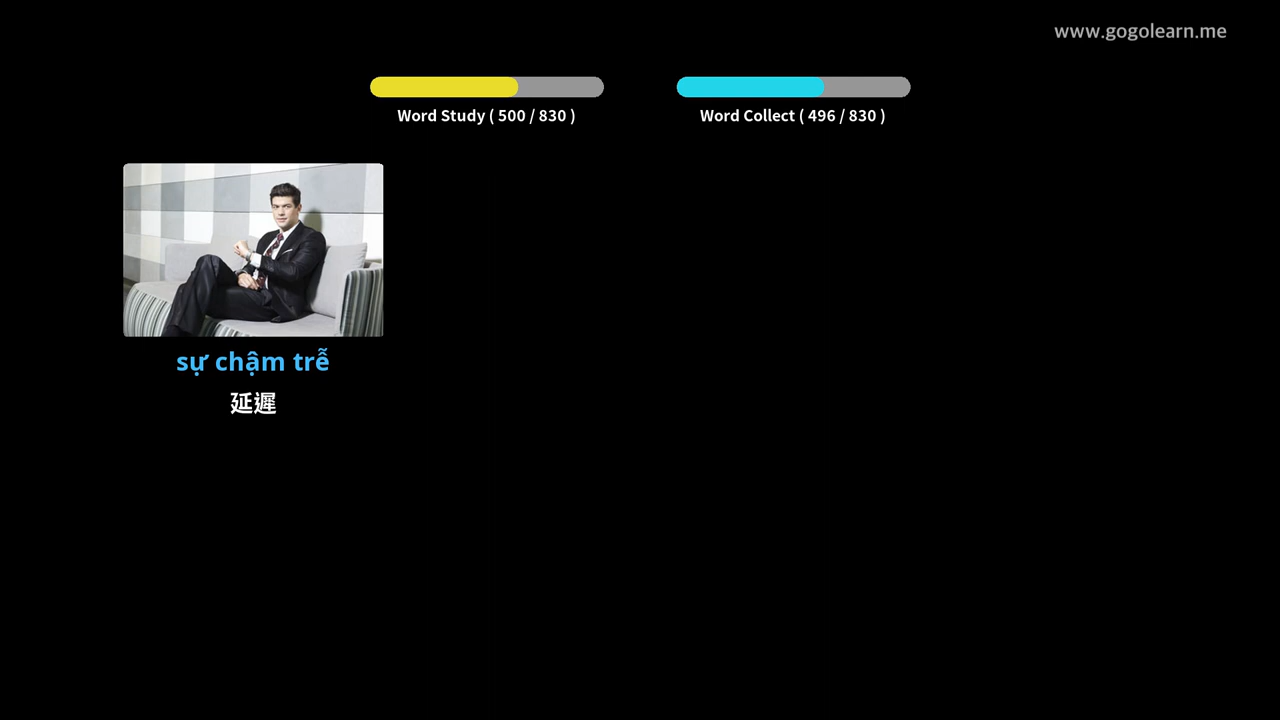 www.gogolearn.me
Word Study ( 500 / 830 )
Word Collect ( 496 / 830 )
sự chậm trễ
延遲